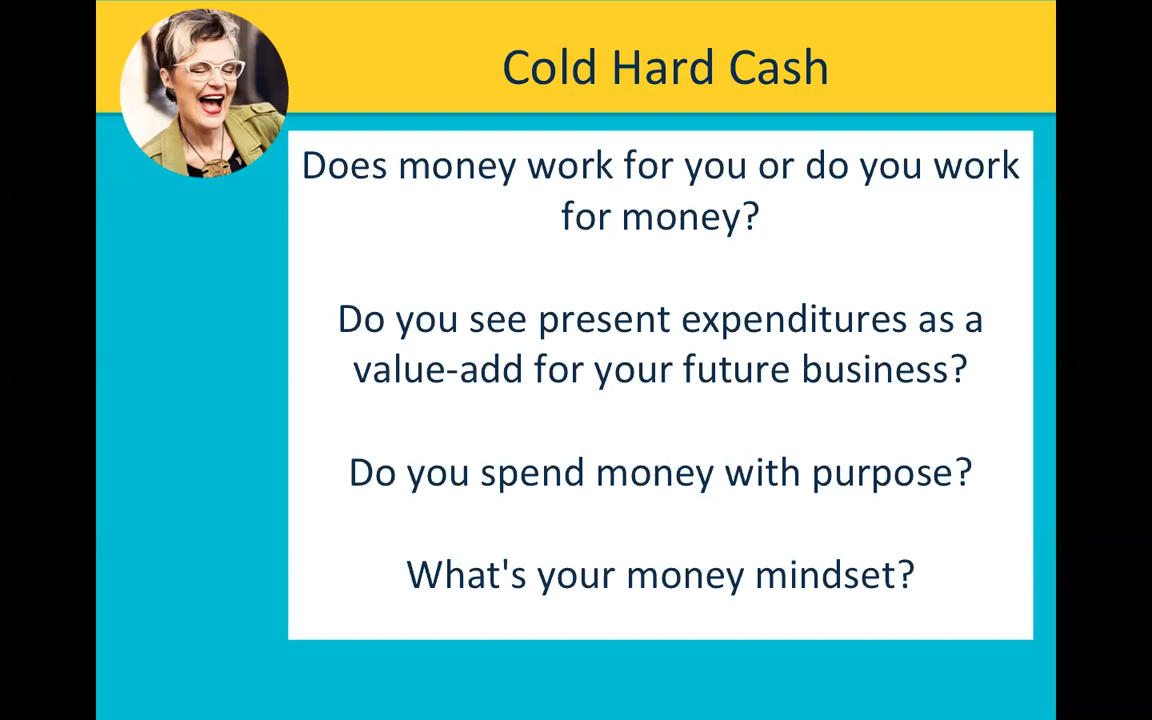 Cold Hard Cash
Does money work for you or do you work
for money?
Do you see present expenditures as a
value-add for your future business?
Do you spend money with purpose?
What's your money mindset?